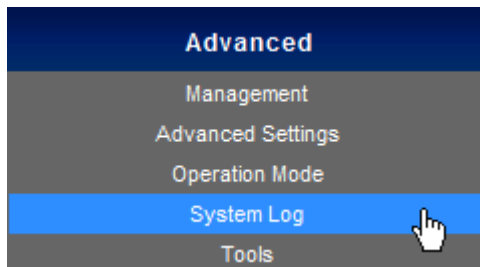 Advanced
Management
Advanced Settings
Operation Mode
System Log
Tools